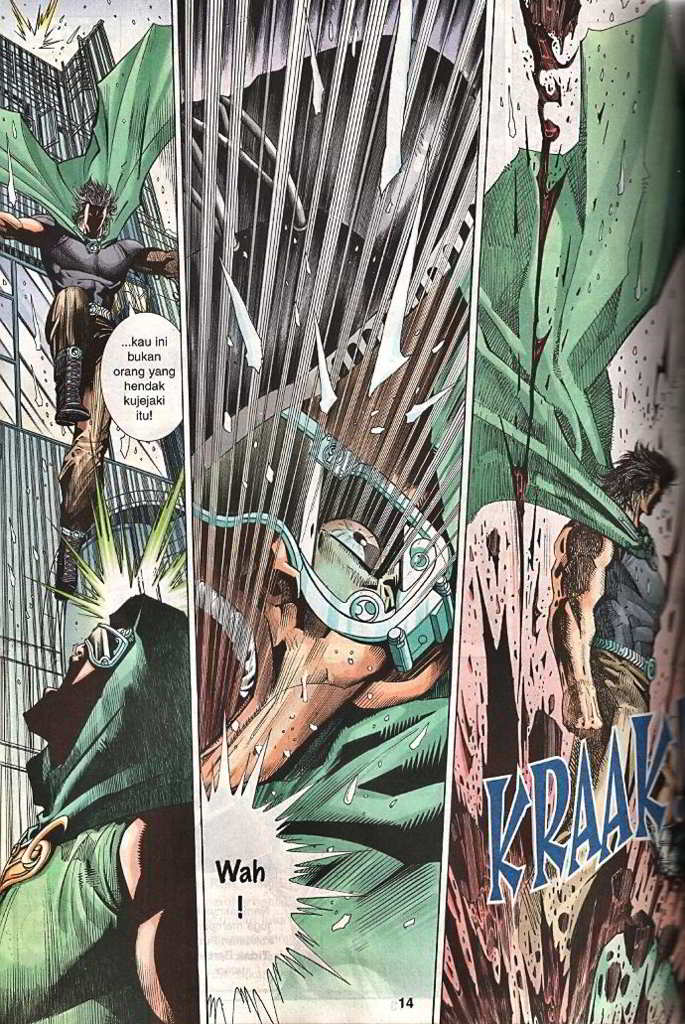 ...kau ini
bukan
orang yang
hendak
kujejaki
itu!
Wah
!
KRAAK
14